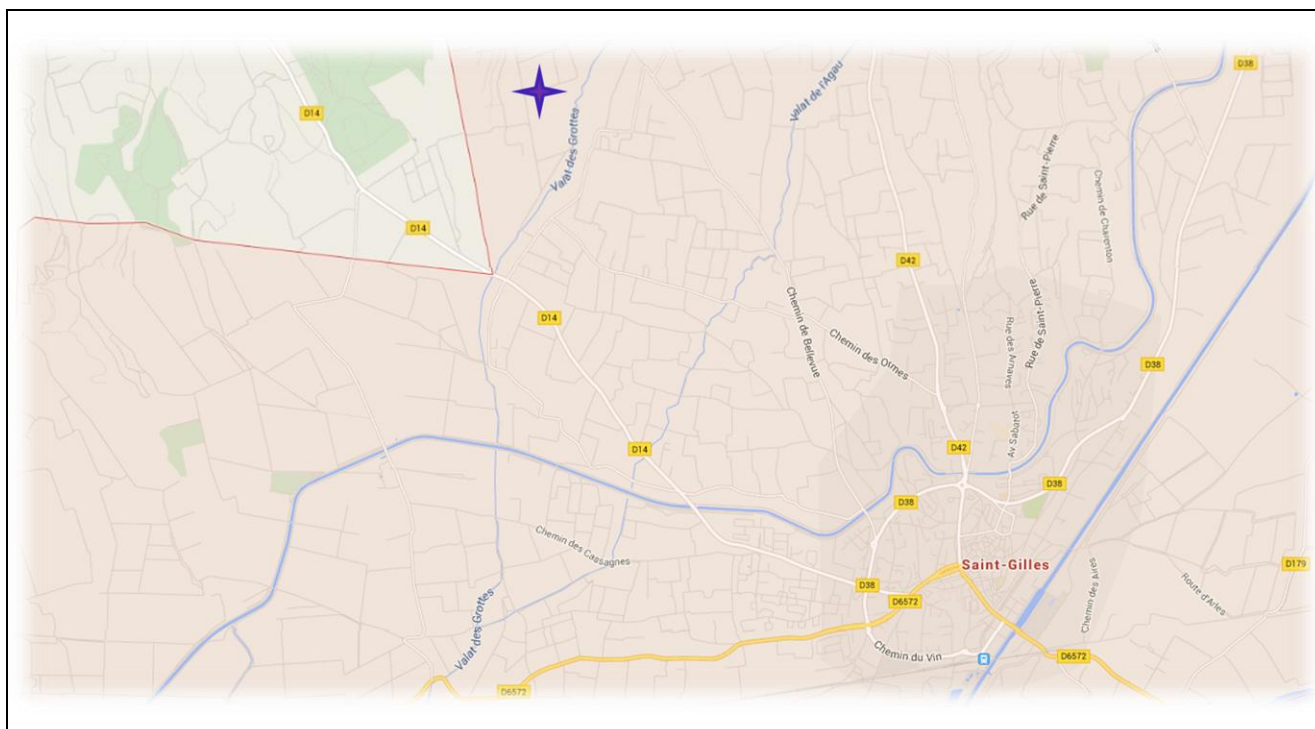 D38
Valat de l'Agau
D14
Valat des Grottes
Rue de Saint-Pierre
Chemin de Charenton
D14
D42
D14
Chemin de Bellevue
Rue des Arnaves
Rue de Saint-Pierre
Chemin des Ormes
D38
Av Sabatot
D14
D42
D38
D38
Chemin des Cassagnes
Saint-Gilles
D179
Chemin des Aires
Route d'Arles
D38
D6572
Valat des Grottes
Chemin du Vin
D6572
D6572